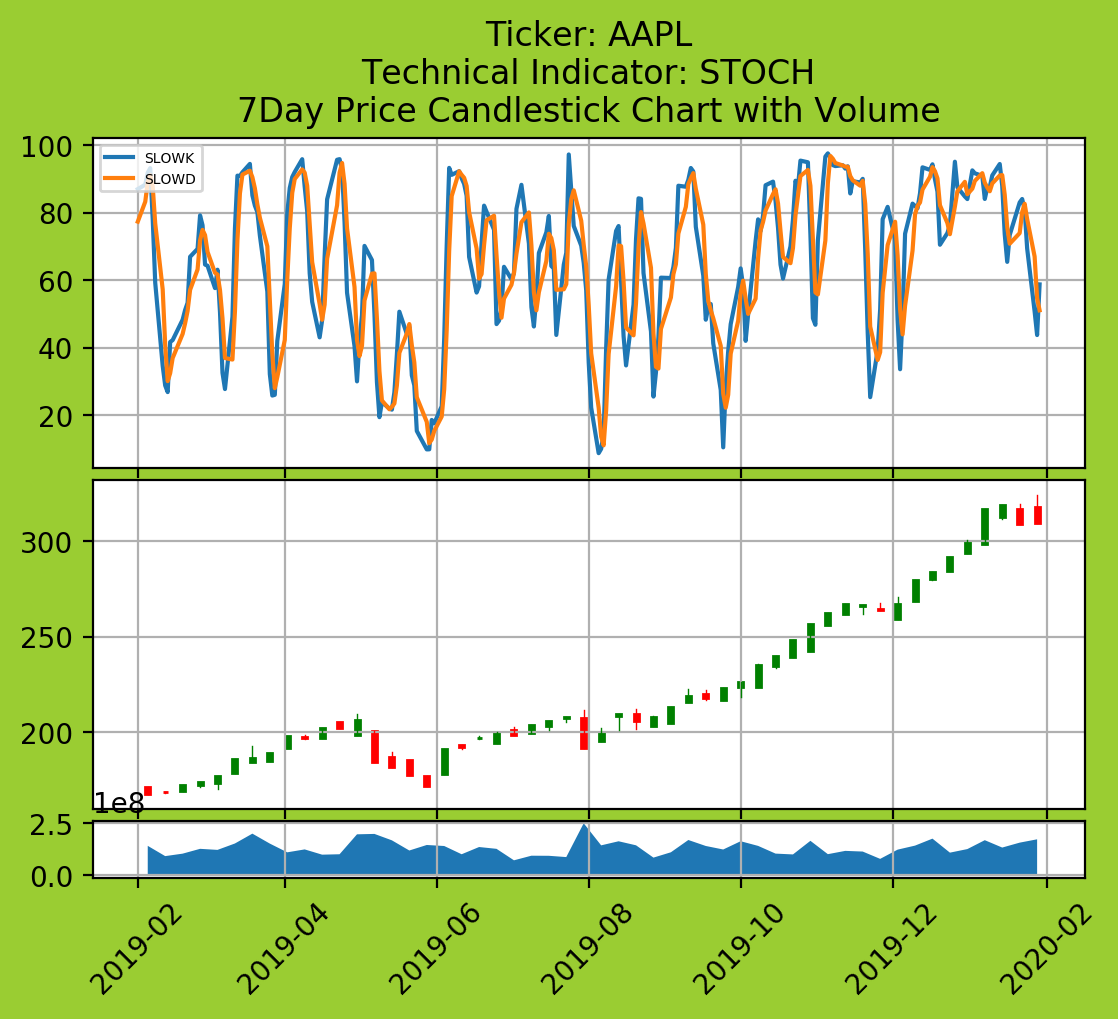 Ticker: AAPL
Technical Indicator: STOCH
7Day Price Candlestick Chart with Volume
100
80
60
40
20
SLOWK
SLOWD
300
250
200
1e8
2.5
0.0
2019-02
2019-04
2019-06
2019-08
2019-10
2019-12
2020-02